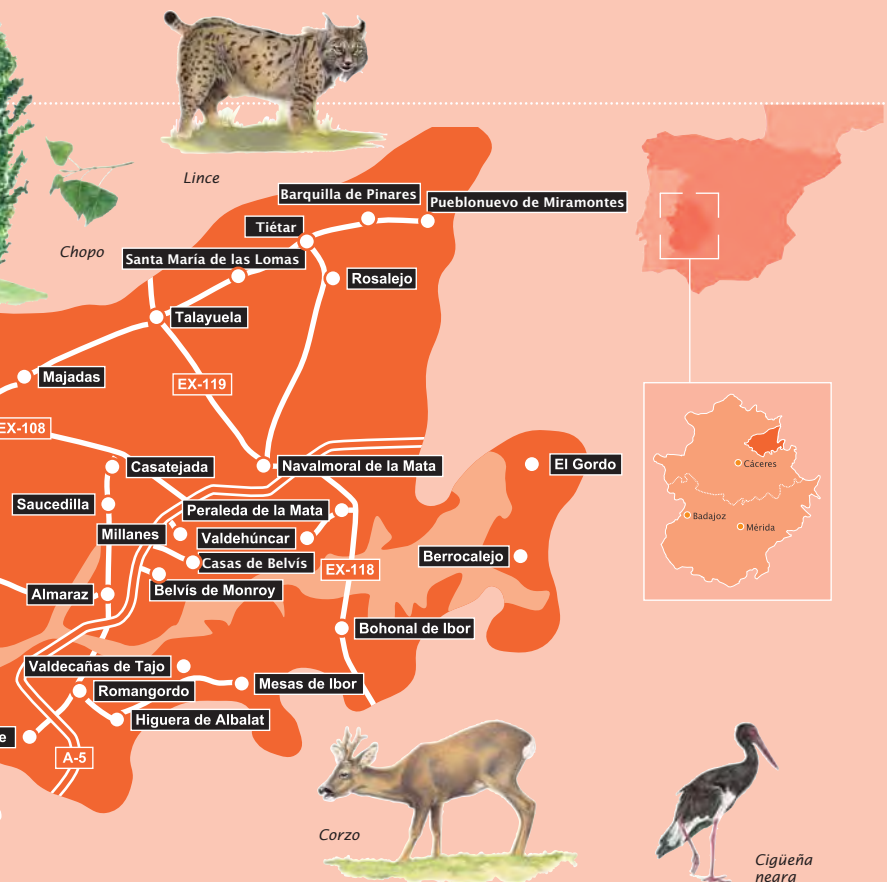 Lince
Barquilla de Pinares
Pueblonuevo de Miramontes
Tiétar
Chopo
Santa María de las Lomas
Rosalejo
Talayuela
Majadas
EX-119
EX-108
Casatejada
Navalmoral de la Mata
El Gordo
Cáceres
Saucedilla
Peraleda de la Mata
Badajoz
Mérida
Millanes
Valdehúncar
Berrocalejo
Casas de Belvís
EX-118
Almaraz
Belvís de Monroy
Bohonal de Ibor
Valdecañas de Tajo
Romangordo
Mesas de Ibor
Higuera de Albalat
e
A-5
Corzo
Cigüeña
negra